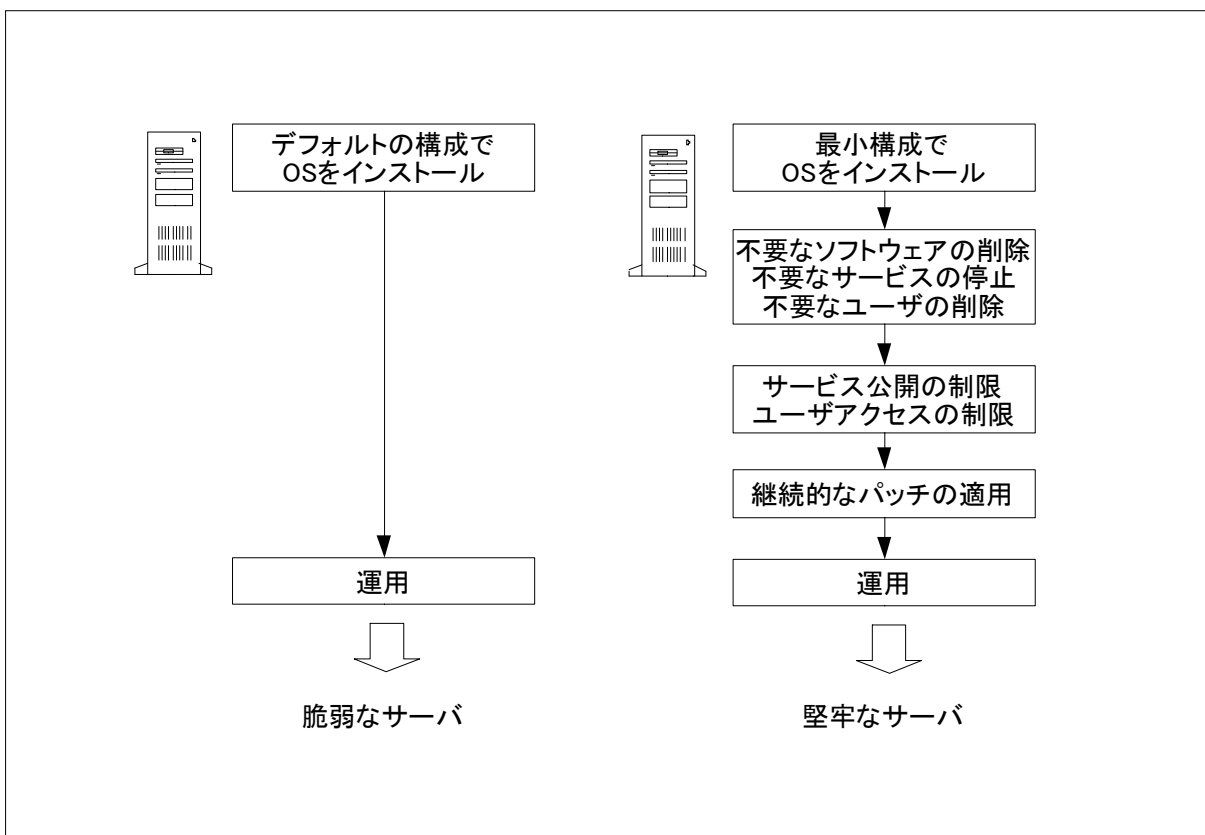 デフォルトの構成で
OSをインストール
運用
脆弱なサーバ
最小構成で
OSをインストール
不要なソフトウェアの削除
不要なサービスの停止
不要なユーザの削除
サービス公開の制限
ユーザアクセスの制限
継続的なパッチの適用
運用
堅牢なサーバ